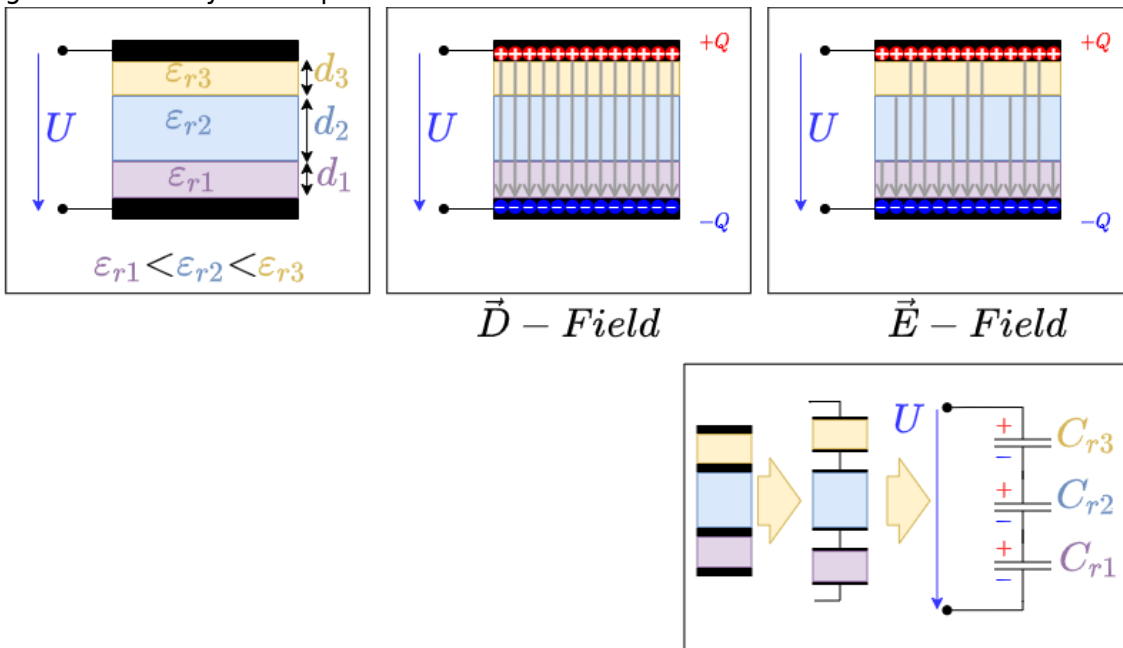 U
εr3
d3
εr2
d2
εr1
d1
εr1<εr2<εr3
U
+Q
-Q
D⃗ − Field
U
+Q
-Q
E⃗ − Field
U
+
−
Cr3
+
−
Cr2
+
−
Cr1